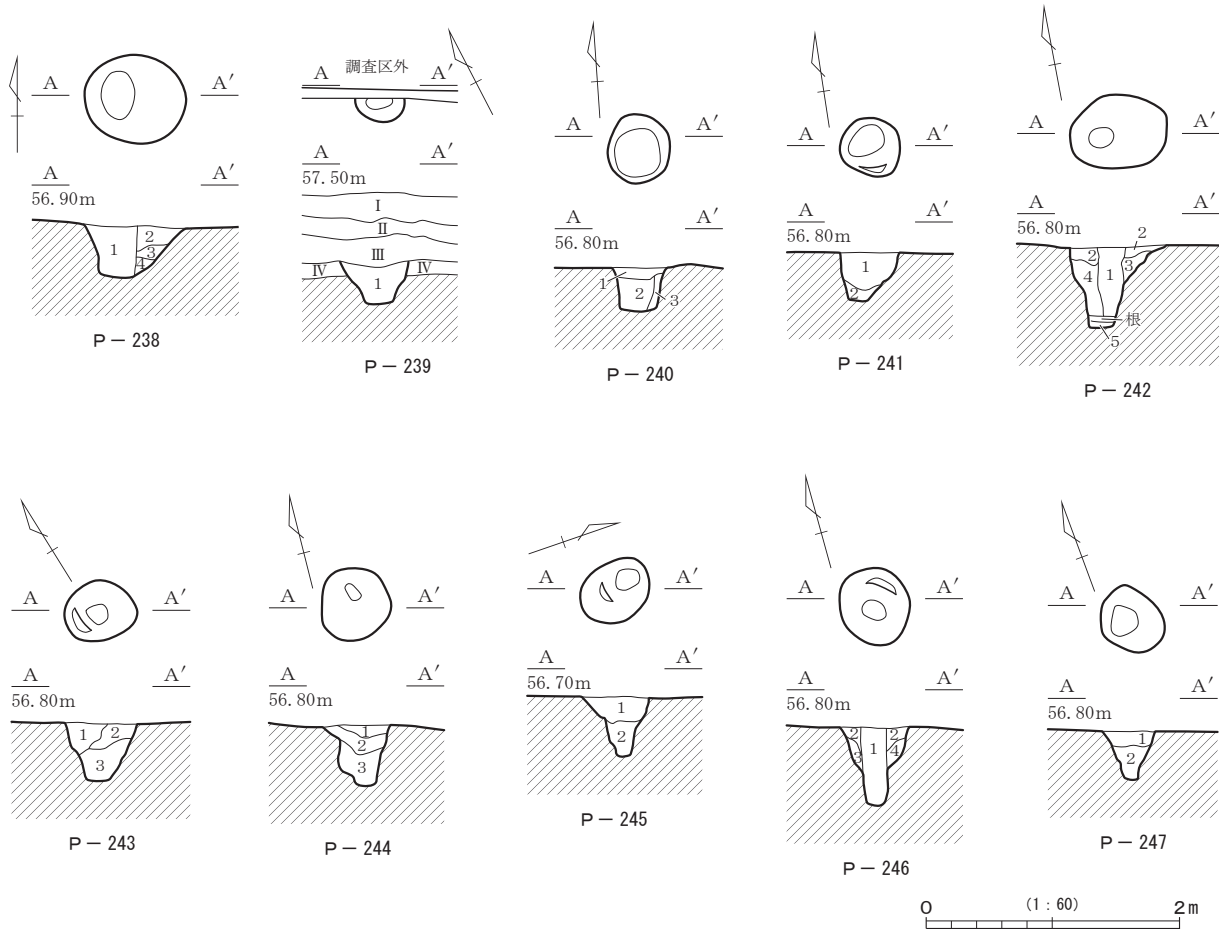 A A′
A 調査区外 A′
A A′
A A′
A A′
A A′
56.90m
1 2 3 4
P－238
A A′
57.50m
Ⅰ
Ⅱ
Ⅲ
Ⅳ Ⅳ
1
P－239
A A′
56.80m
1 2 3
P－240
A A′
56.80m
1
2
P－241
A A′
56.80m
2
2 3
4 1
根
5
P－242
A A′
A A′
A A′
A A′
A A′
A A′
56.80m
1 2
3
P－243
A A′
56.80m
1
2
3
P－244
A A′
56.70m
1
2
P－245
A A′
56.80m
2 2
1
3 4
P－246
A A′
56.80m
1
2
P－247
0 (1：60) 2m